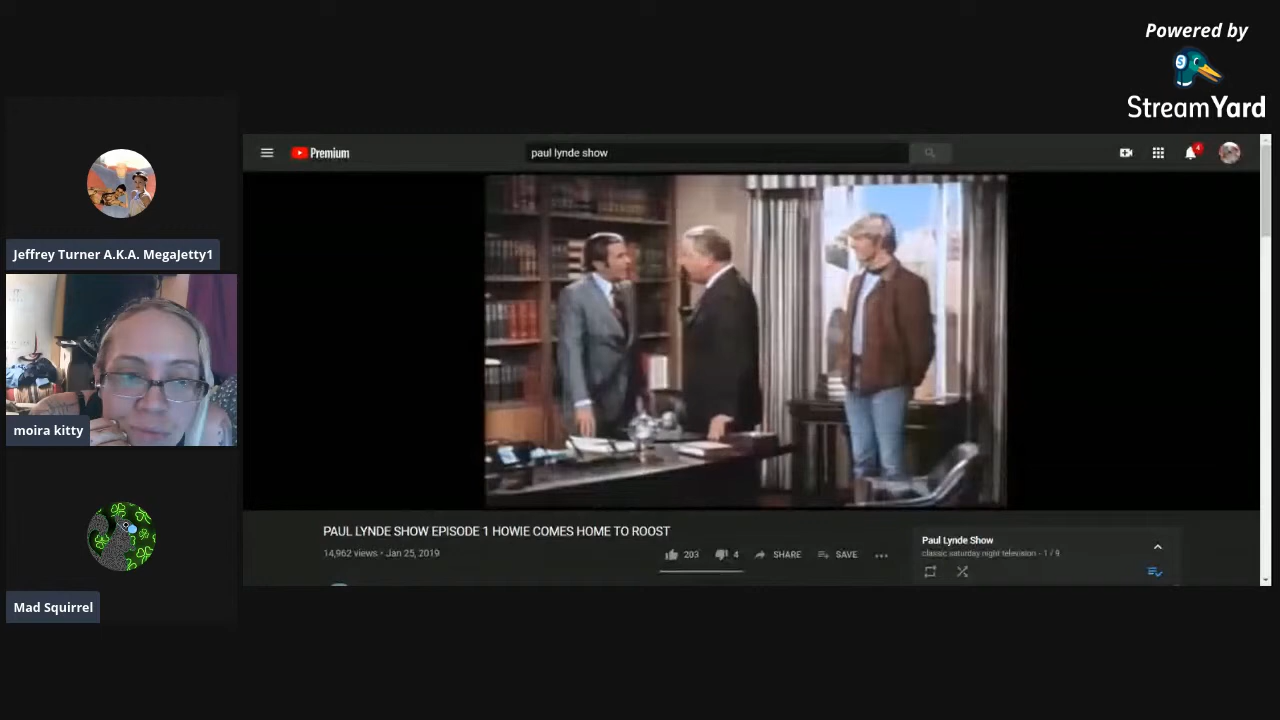 Powered by
StreamYard
Jeffrey Turner A.K.A. MegaJetty1
moira kitty
Mad Squirrel
Premium
paul lynde show
4
PAUL LYNDE SHOW EPISODE 1 HOWIE COMES HOME TO ROOST
14,962 views • Jan 25, 2019
203
4
SHARE
SAVE
Paul Lynde Show
classic saturday night television - 1 / 9